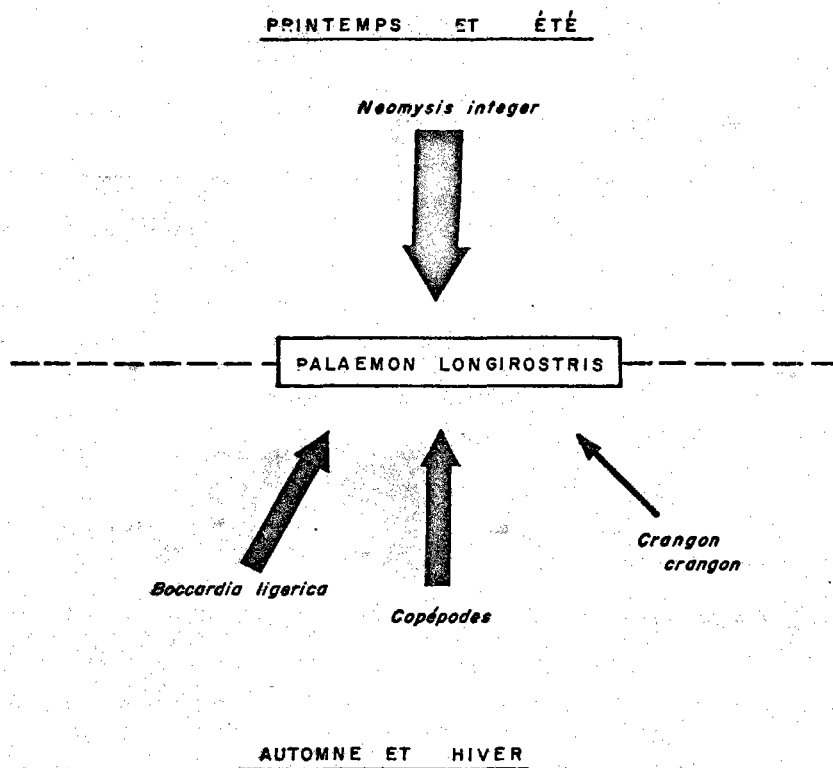 PRINTEMPS ET ÉTÉ
Neomysis integer
PALAEMON LONGIROSTRIS
Boccardia ligerica
Copépodes
Crangon
crangon
AUTOMNE ET HIVER